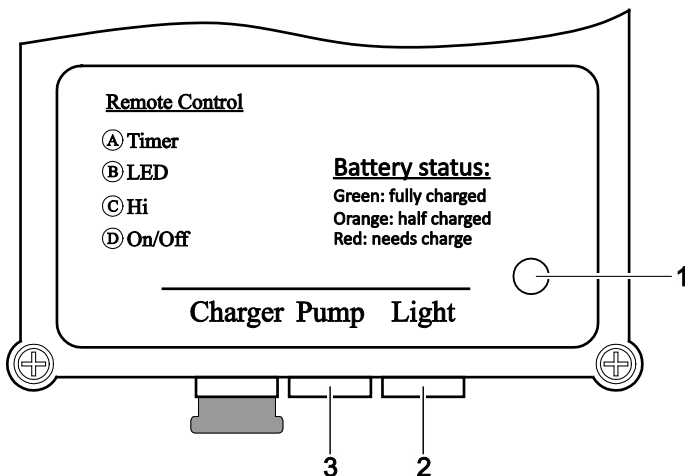 Remote Control
Ⓐ Timer
Ⓑ LED
Ⓒ Hi
Ⓓ On/Off
Battery status:
Green: fully charged
Orange: half charged
Red: needs charge
1
Charger Pump Light
3 2